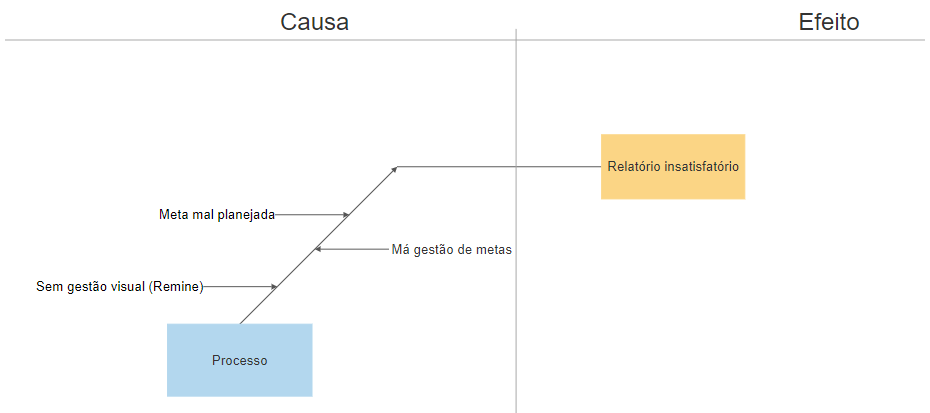 Causa
Efeito
Relatório insatisfatório
Meta mal planejada
Má gestão de metas
Sem gestão visual (Remine)
Processo